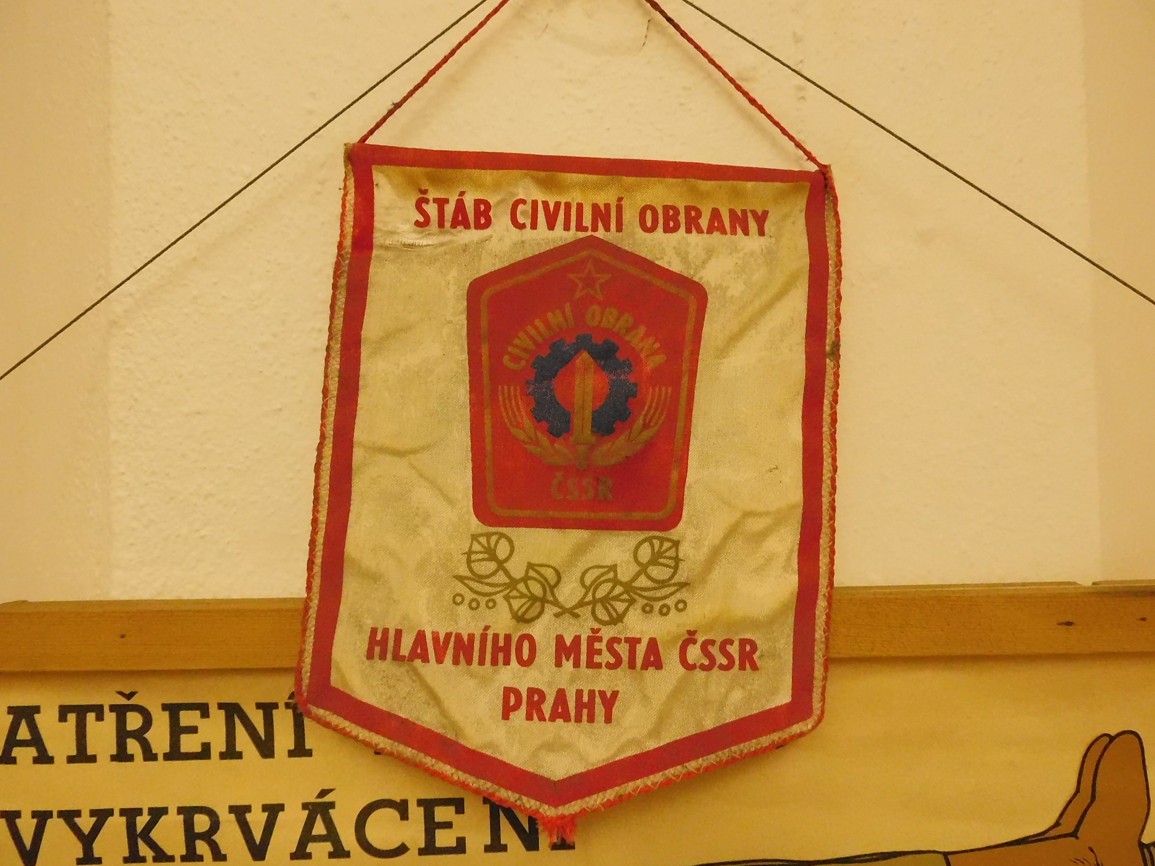 ŠTÁB CIVILNÍ OBRANY
CIVILNÍ OBRANA
ČSSR
HLAVNÍHO MĚSTA ČSSR
PRAHY
ATŘENÍ
VYKRVÁCENÍ